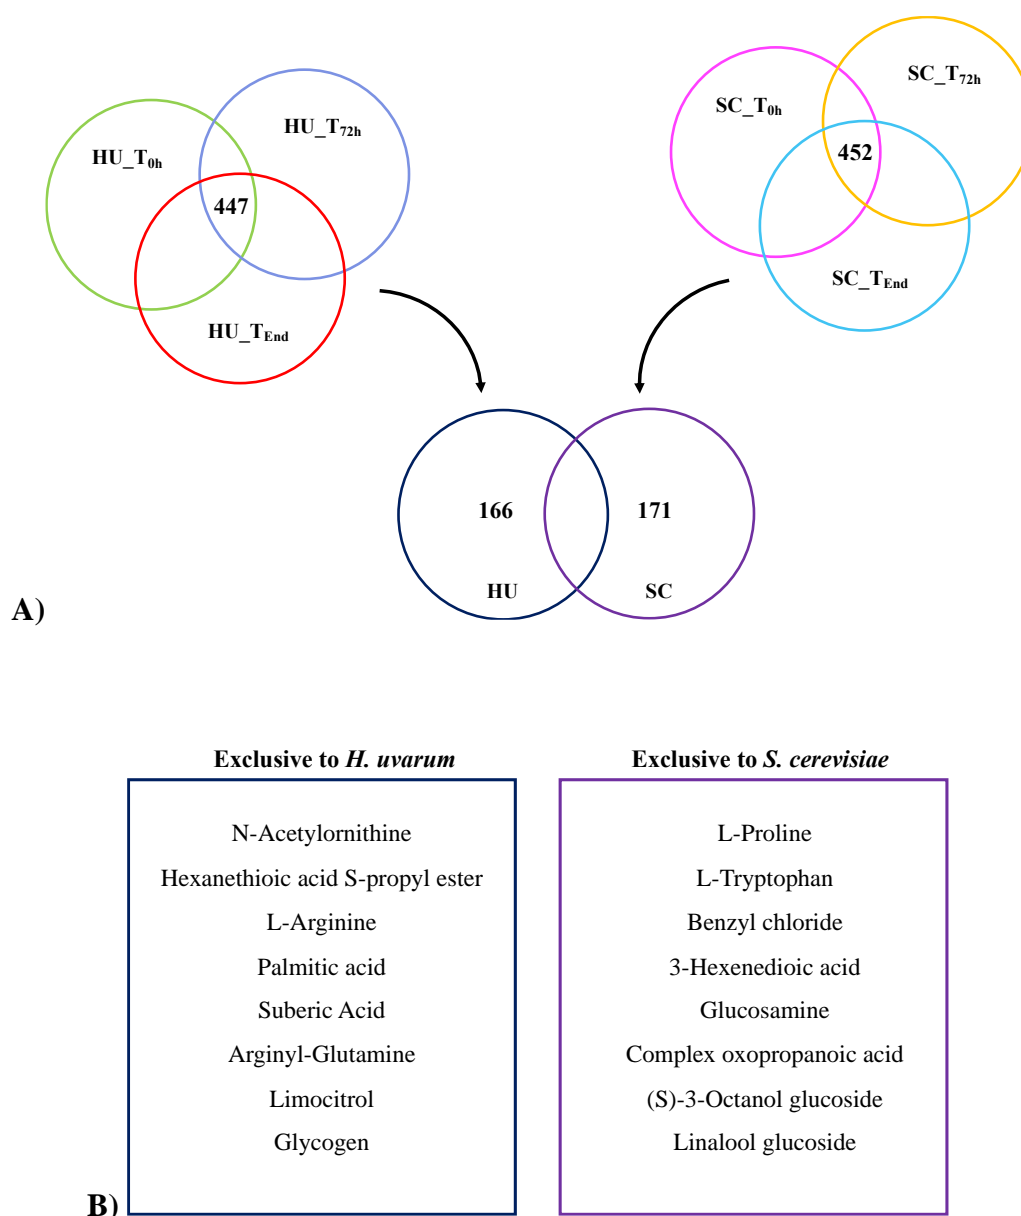 SC_T72h
SC_T0h
HU_T72h
HU_T0h
452
447
SC_TEnd
HU_TEnd
166
171
HU
SC
A)
Exclusive to H. uvarum
N-Acetylornithine
Hexanethioic acid S-propyl ester
L-Arginine
Palmitic acid
Suberic Acid
Arginyl-Glutamine
Limocitrol
Glycogen
Exclusive to S. cerevisiae
L-Proline
L-Tryptophan
Benzyl chloride
3-Hexenedioic acid
Glucosamine
Complex oxopropanoic acid
(S)-3-Octanol glucoside
Linalool glucoside
B)